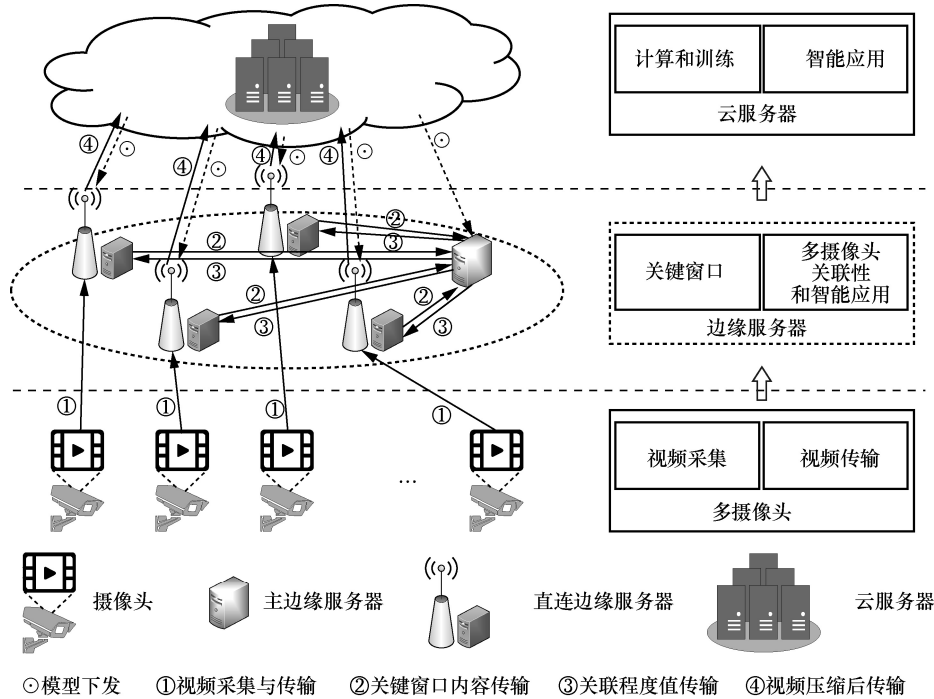 计算和训练
智能应用
云服务器
④
⊙
④
⊙
④
⊙
④
⊙
⊙
②
③
②
③
②
③
②
③
关键窗口
多摄像头
关联性
和智能应用
边缘服务器
①
①
①
①
...
视频采集
视频传输
多摄像头
摄像头
主边缘服务器
直连边缘服务器
云服务器
⊙模型下发
①视频采集与传输
②关键窗口内容传输
③关联程度值传输
④视频压缩后传输